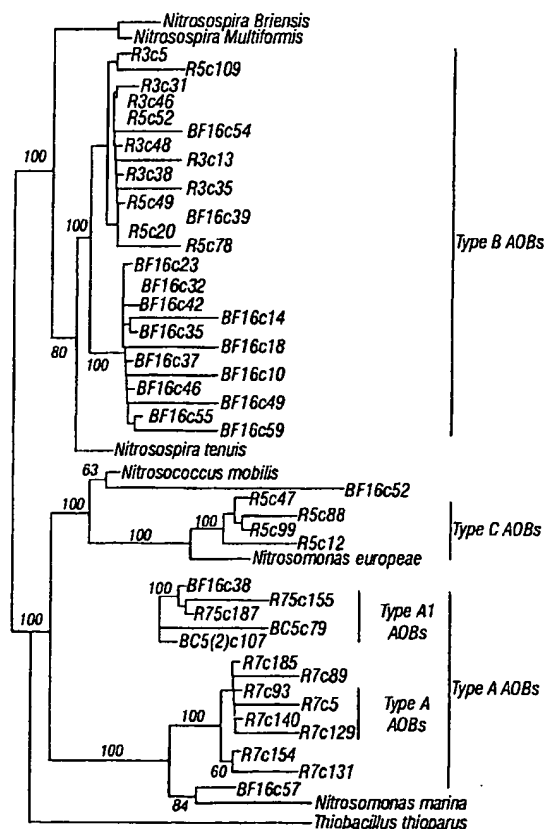 Nitrosospira Briensis
Nitrosospira Multiformis
R3c5
R5c109
R3c31
R3c46
R5c52
BF16c54
R3c48
100
R3c13
R3c38
R3c35
R5c49
BF16c39
100
R5c20
Type B AOBs
R5c78
BF16c23
BF16c32
BF16c42
BF16c14
BF16c35
BF16c18
80
100
BF16c37
BF16c10
BF16c46
BF16c49
BF16c55
BF16c59
Nitrosospira tenuis
63
Nitrosococcus mobilis
BF16c52
R5c47
100
R5c88
100
R5c99
Type C AOBs
R5c12
Nitrosomonas europeae
100
BF16c38
R75c155
R75c187
Type A1
AOBs
BC5c79
BC5(2)c107
100
R7c185
R7c89
R7c93
Type A AOBs
R7c5
Type A
AOBs
100
R7c140
R7c129
100
R7c154
60
R7c131
BF16c57
84
Nitrosomonas marina
Thiobacillus thioparus